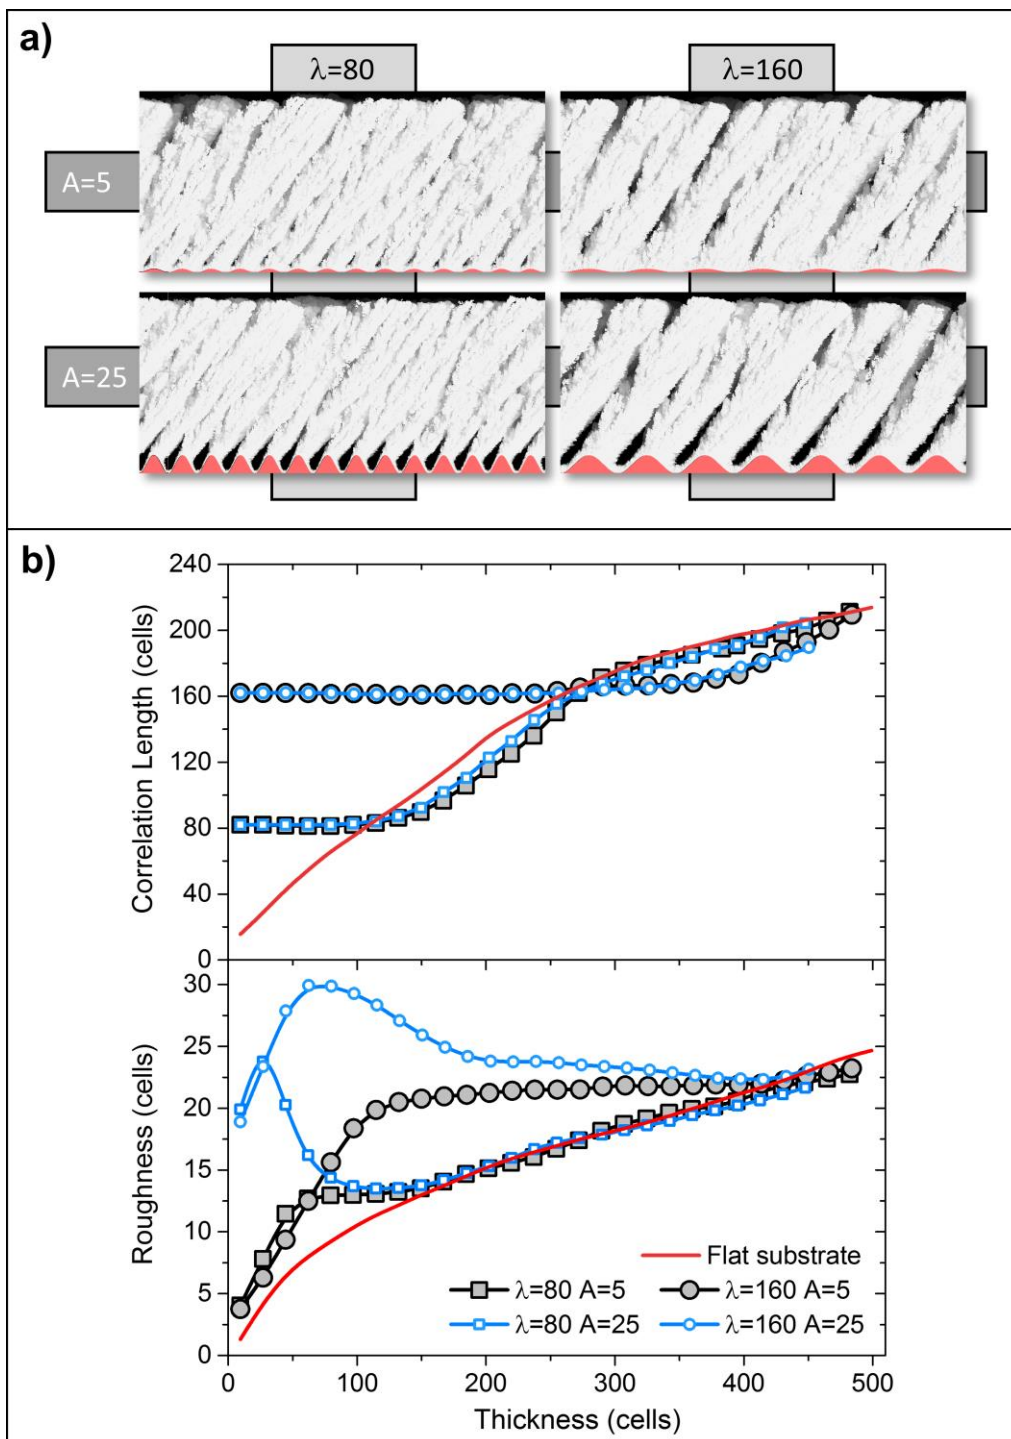 a)
λ=80
λ=160
A=5
A=25
b)
Correlation Length (cells)
240
200
160
120
80
40
0
Roughness (cells)
30
25
20
15
10
5
0
Flat substrate
λ=80 A=5
λ=160 A=5
λ=80 A=25
λ=160 A=25
0 100 200 300 400 500
Thickness (cells)